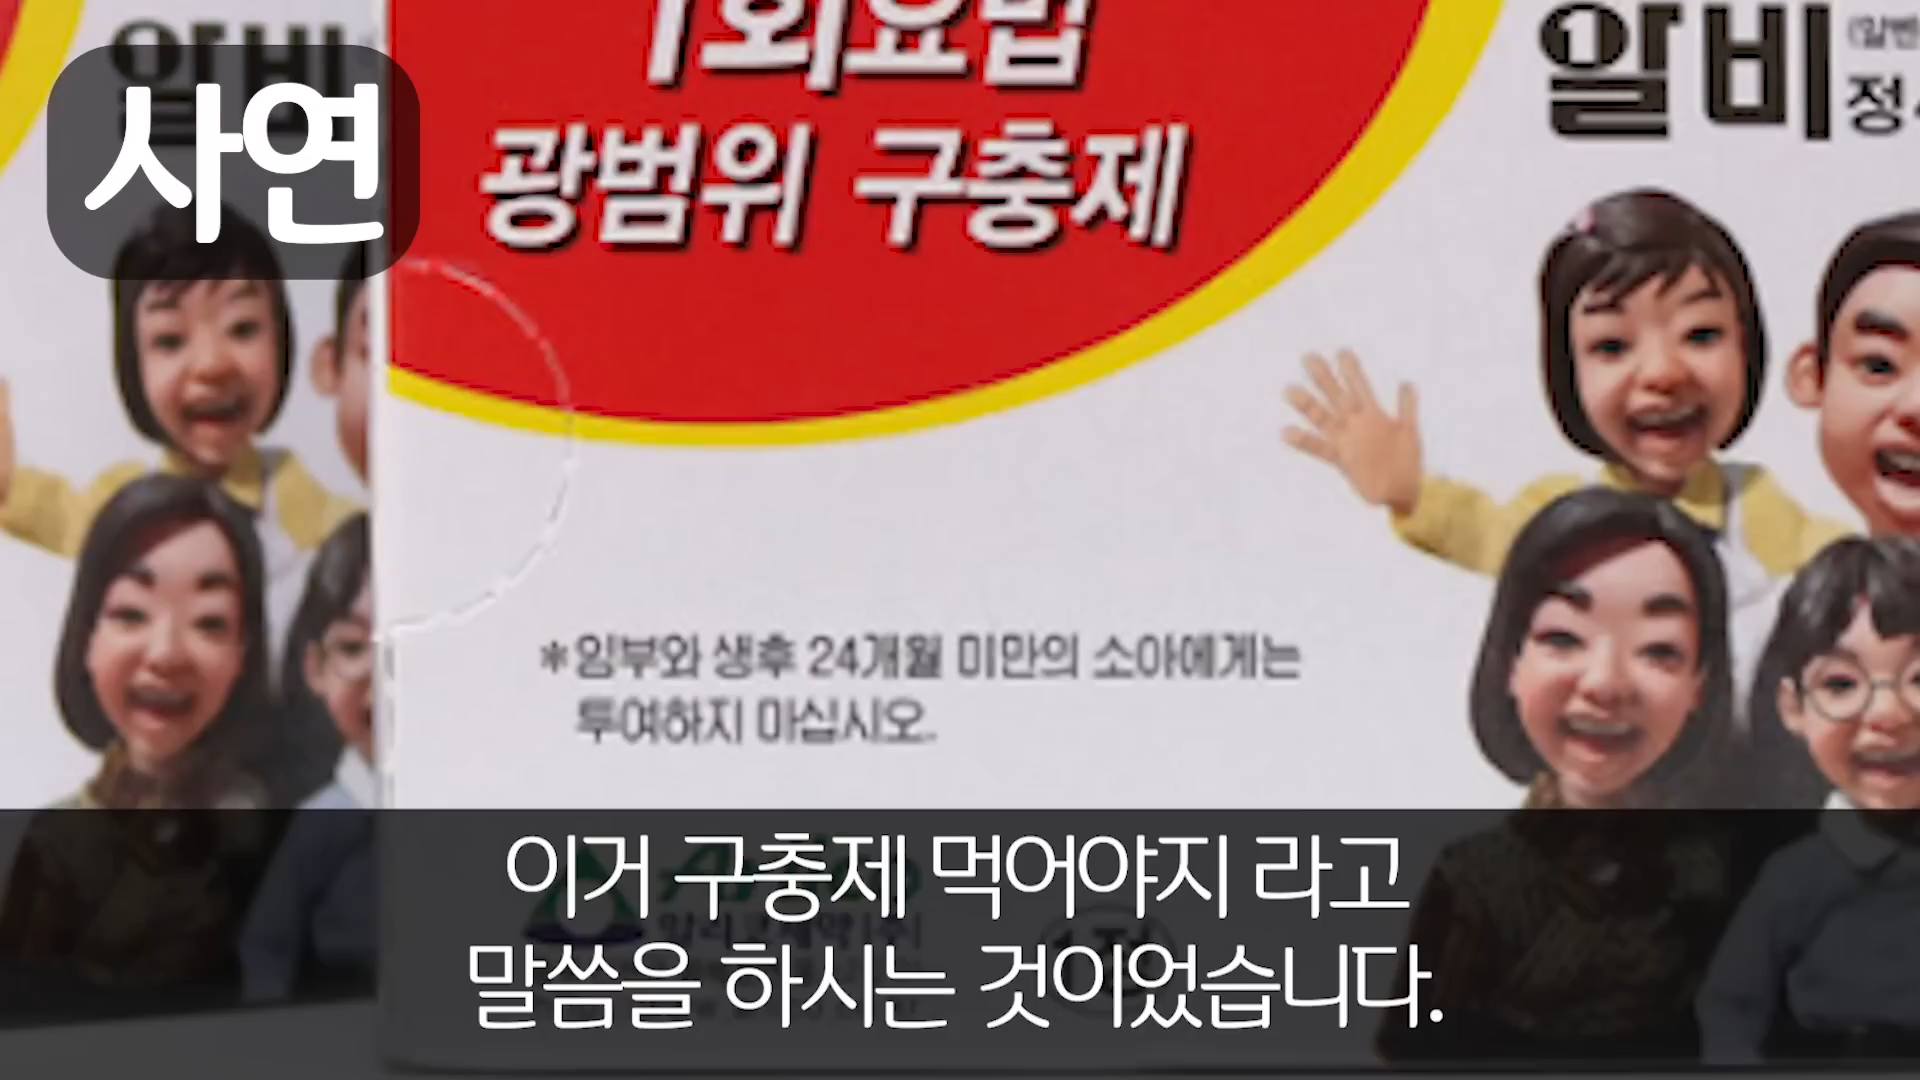 사연
1회요법
광범위 구충제
알비
정
*임부와 생후 24개월 미만의 소아에게는
투여하지 마십시오.
이거 구충제 먹어야지 라고
말씀을 하시는 것이었습니다.